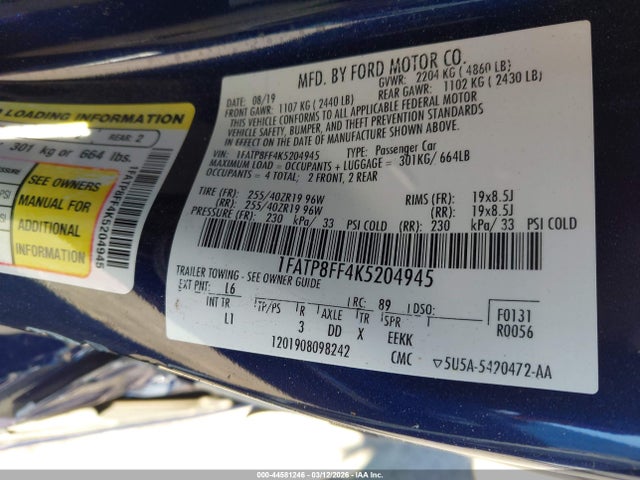 LOADING INFORMATION
REAR: 2
301 kg or 664 lbs.
SEE OWNERS
MANUAL FOR
ADDITIONAL
INFORMATION
1FATP8FF4K5204945
MFD. BY FORD MOTOR CO.
DATE: 08/19 GVWR: 2204 KG ( 4860 LB)
FRONT GAWR: 1107 KG ( 2440 LB) REAR GAWR: 1102 KG ( 2430 LB)
THIS VEHICLE CONFORMS TO ALL APPLICABLE FEDERAL MOTOR
VEHICLE SAFETY, BUMPER, AND THEFT PREVENTION STANDARDS
IN EFFECT ON THE DATE OF MANUFACTURE SHOWN ABOVE.
VIN: 1FATP8FF4K5204945 TYPE: Passenger Car
MAXIMUM LOAD = OCCUPANTS + LUGGAGE = 301KG/ 664LB
OCCUPANTS = 4 TOTAL; 2 FRONT, 2 REAR
TIRE (FR): 255/40ZR19 96W RIMS (FR): 19x8.5J
(RR): 255/40ZR19 96W (RR): 19x8.5J
PRESSURE (FR): 230 kPa/ 33 PSI COLD (RR): 230 kPa/ 33 PSI COLD
1FATP8FF4K5204945
TRAILER TOWING - SEE OWNER GUIDE
EXT PNT: L6 RC: 89 DSO: F0131
INT TR TP/PS R AXLE TR SPR R0056
L1 3 DD X EEKK
1201908098242 CMC ▽5U5A-5420472-AA
00-44581246 - 03/12/2026 - IAA Inc.